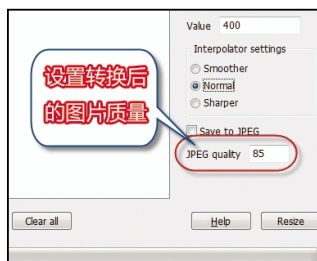 Value 400
Interpolator settings
Smoother
Normal
Sharper
设置转换后
的图片质量
Save to JPEG
JPEG quality 85
Clear all Help Resize